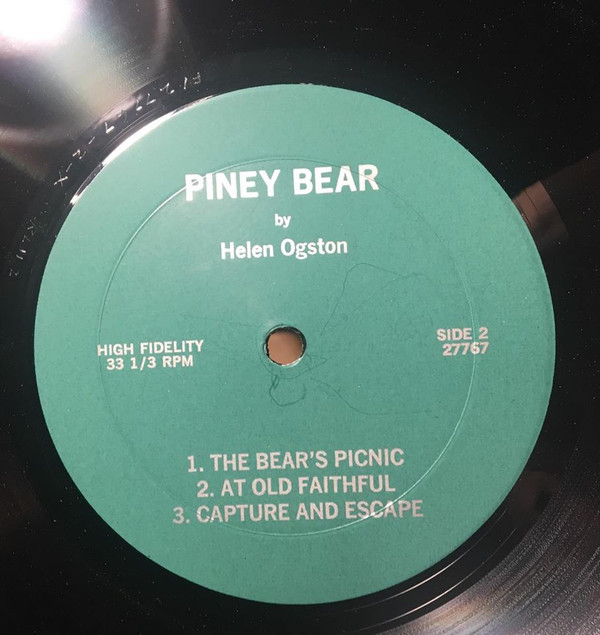 PINEY BEAR
by
Helen Ogston
HIGH FIDELITY
33 1/3 RPM
SIDE 2
27767
1. THE BEAR'S PICNIC
2. AT OLD FAITHFUL
3. CAPTURE AND ESCAPE